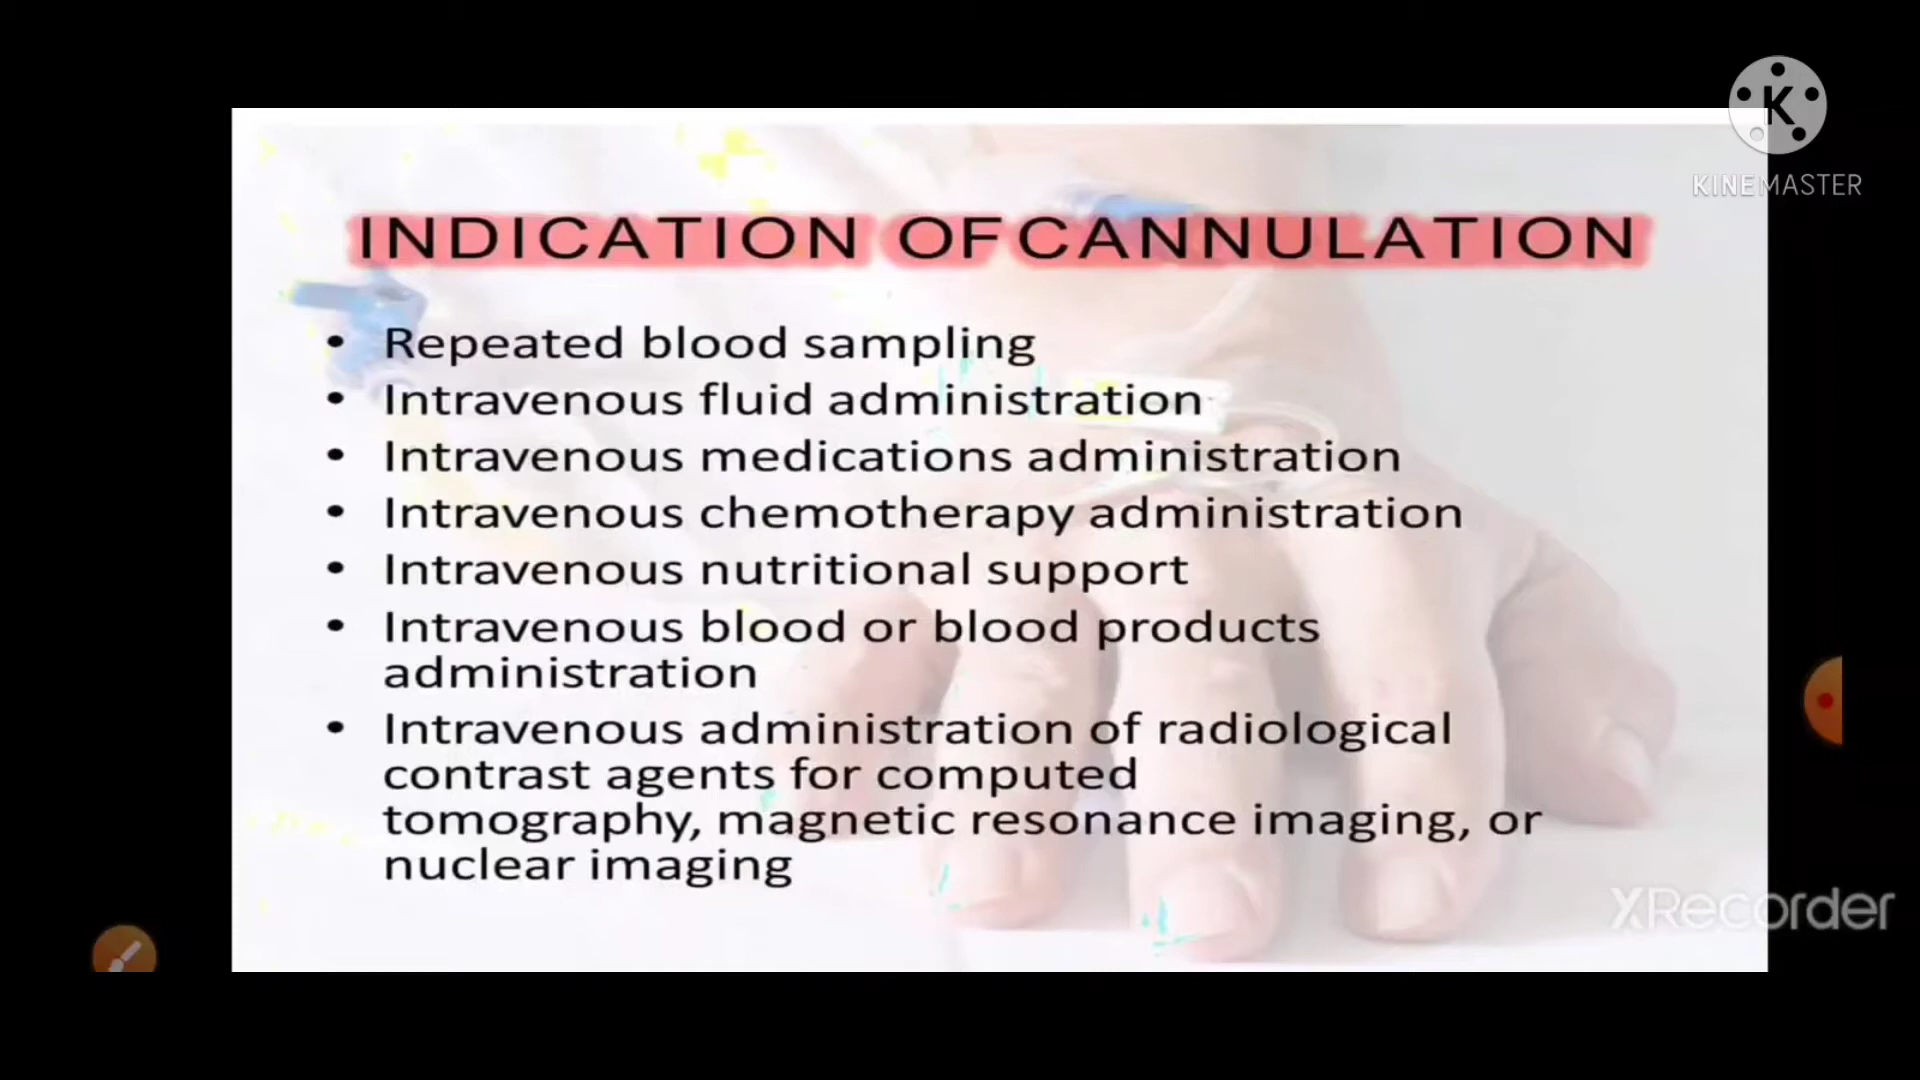 K
KINEMASTER
INDICATION OFCANNULATION
• Repeated blood sampling
• Intravenous fluid administration
• Intravenous medications administration
• Intravenous chemotherapy administration
• Intravenous nutritional support
• Intravenous blood or blood products
administration
• Intravenous administration of radiological
contrast agents for computed
tomography, magnetic resonance imaging, or
nuclear imaging
XRecorder